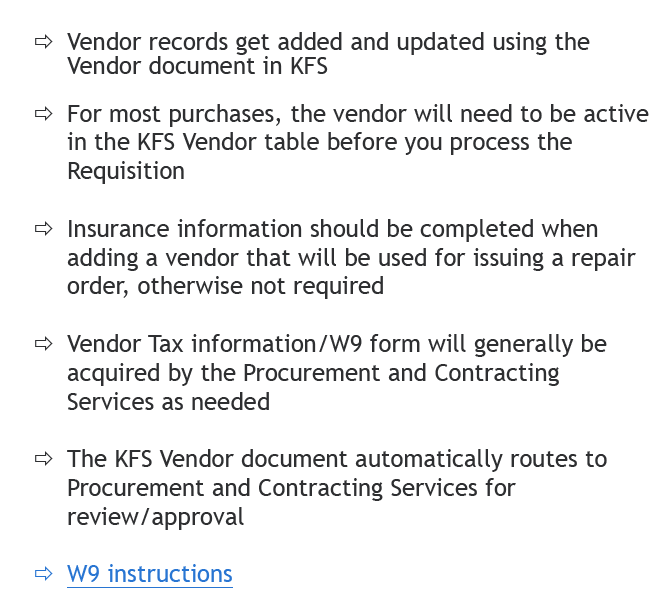 ⇨ Vendor records get added and updated using the
Vendor document in KFS
⇨ For most purchases, the vendor will need to be active
in the KFS Vendor table before you process the
Requisition
⇨ Insurance information should be completed when
adding a vendor that will be used for issuing a repair
order, otherwise not required
⇨ Vendor Tax information/W9 form will generally be
acquired by the Procurement and Contracting
Services as needed
⇨ The KFS Vendor document automatically routes to
Procurement and Contracting Services for
review/approval
⇨ W9 instructions